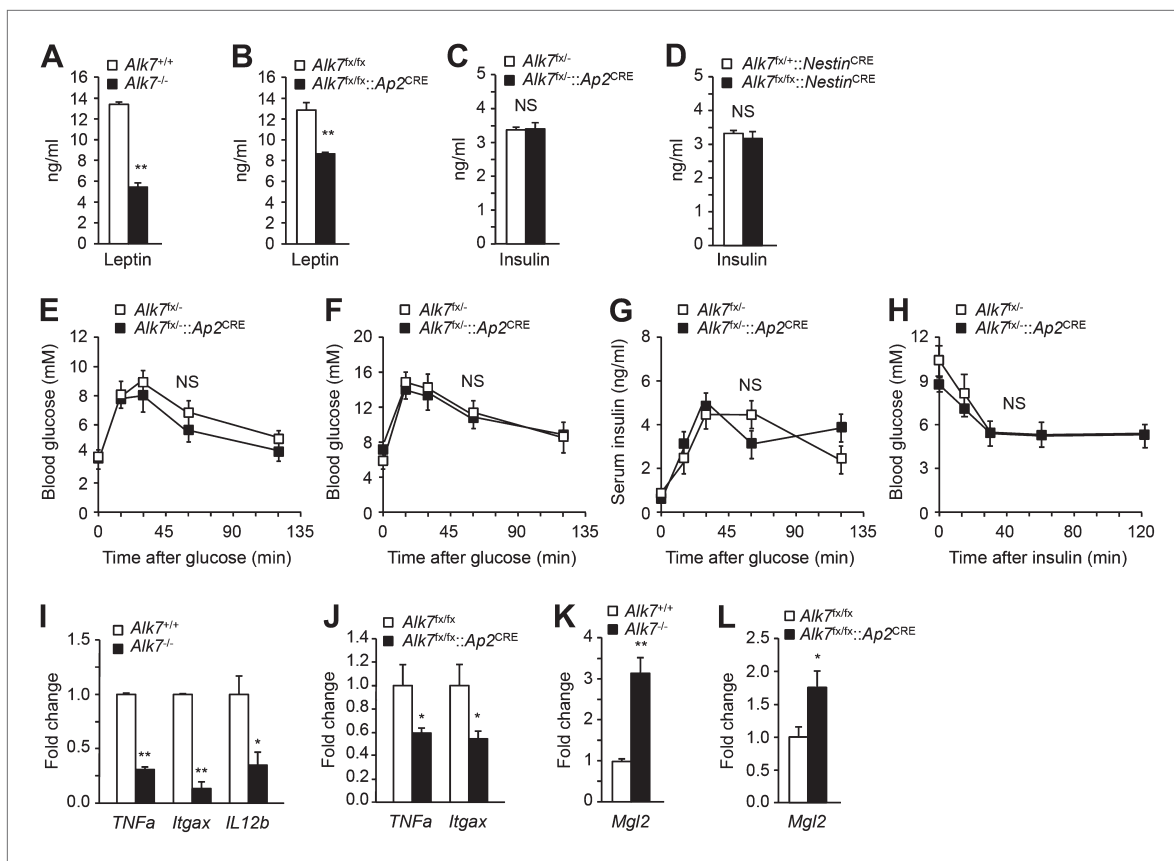 A
Alk7+/+
Alk7-/-
16
14
12
10
8
6
4
2
0
ng/ml
**
Leptin
B
Alk7fx/fx
Alk7fx/fx::Ap2CRE
16
14
12
10
8
6
4
2
0
ng/ml
**
Leptin
C
Alk7fx/-
Alk7fx/-::Ap2CRE
5
4
3
2
1
0
ng/ml
NS
Insulin
D
Alk7fx/+::NestinCRE
Alk7fx/fx::NestinCRE
5
4
3
2
1
0
ng/ml
NS
Insulin
E
Alk7fx/-
Alk7fx/-::Ap2CRE
12
10
8
6
4
2
0
Blood glucose (mM)
NS
0 45 90 135
Time after glucose (min)
F
Alk7fx/-
Alk7fx/-::Ap2CRE
20
16
12
8
4
0
Blood glucose (mM)
NS
0 45 90 135
Time after glucose (min)
G
Alk7fx/-
Alk7fx/-::Ap2CRE
8
6
4
2
0
Serum insulin (ng/ml)
NS
0 45 90 135
Time after glucose (min)
H
Alk7fx/-
Alk7fx/-::Ap2CRE
12
9
6
3
0
Blood glucose (mM)
NS
0 40 80 120
Time after insulin (min)
I
Alk7+/+
Alk7-/-
1.5
1.0
0.5
0.0
Fold change
** ** *
TNFa Itgax IL12b
J
Alk7fx/fx
Alk7fx/fx::Ap2CRE
1.4
1.2
1.0
0.8
0.6
0.4
0.2
0.0
Fold change
* *
TNFa Itgax
K
Alk7+/+
Alk7-/-
4
3
2
1
0
Fold change
**
Mgl2
L
Alk7fx/fx
Alk7fx/fx::Ap2CRE
2.5
2.0
1.5
1.0
0.5
0.0
Fold change
*
Mgl2